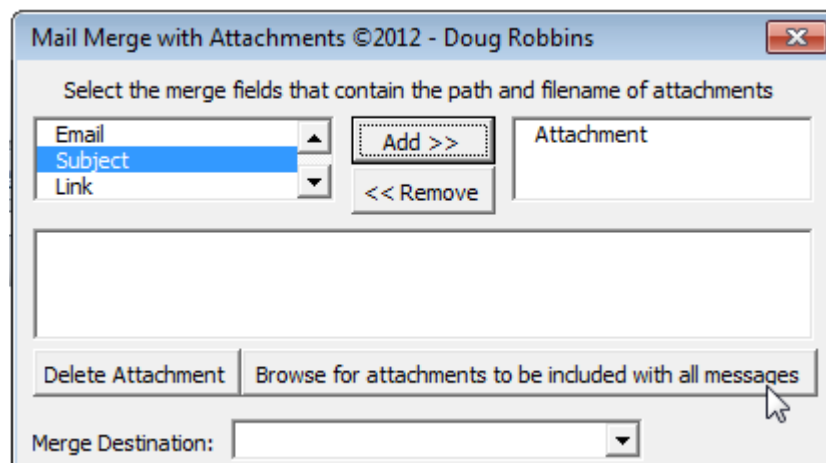 Mail Merge with Attachments ©2012 - Doug Robbins
Select the merge fields that contain the path and filename of attachments
Email
Subject
Link
Add >>
<< Remove
Attachment
Delete Attachment
Browse for attachments to be included with all messages
Merge Destination: